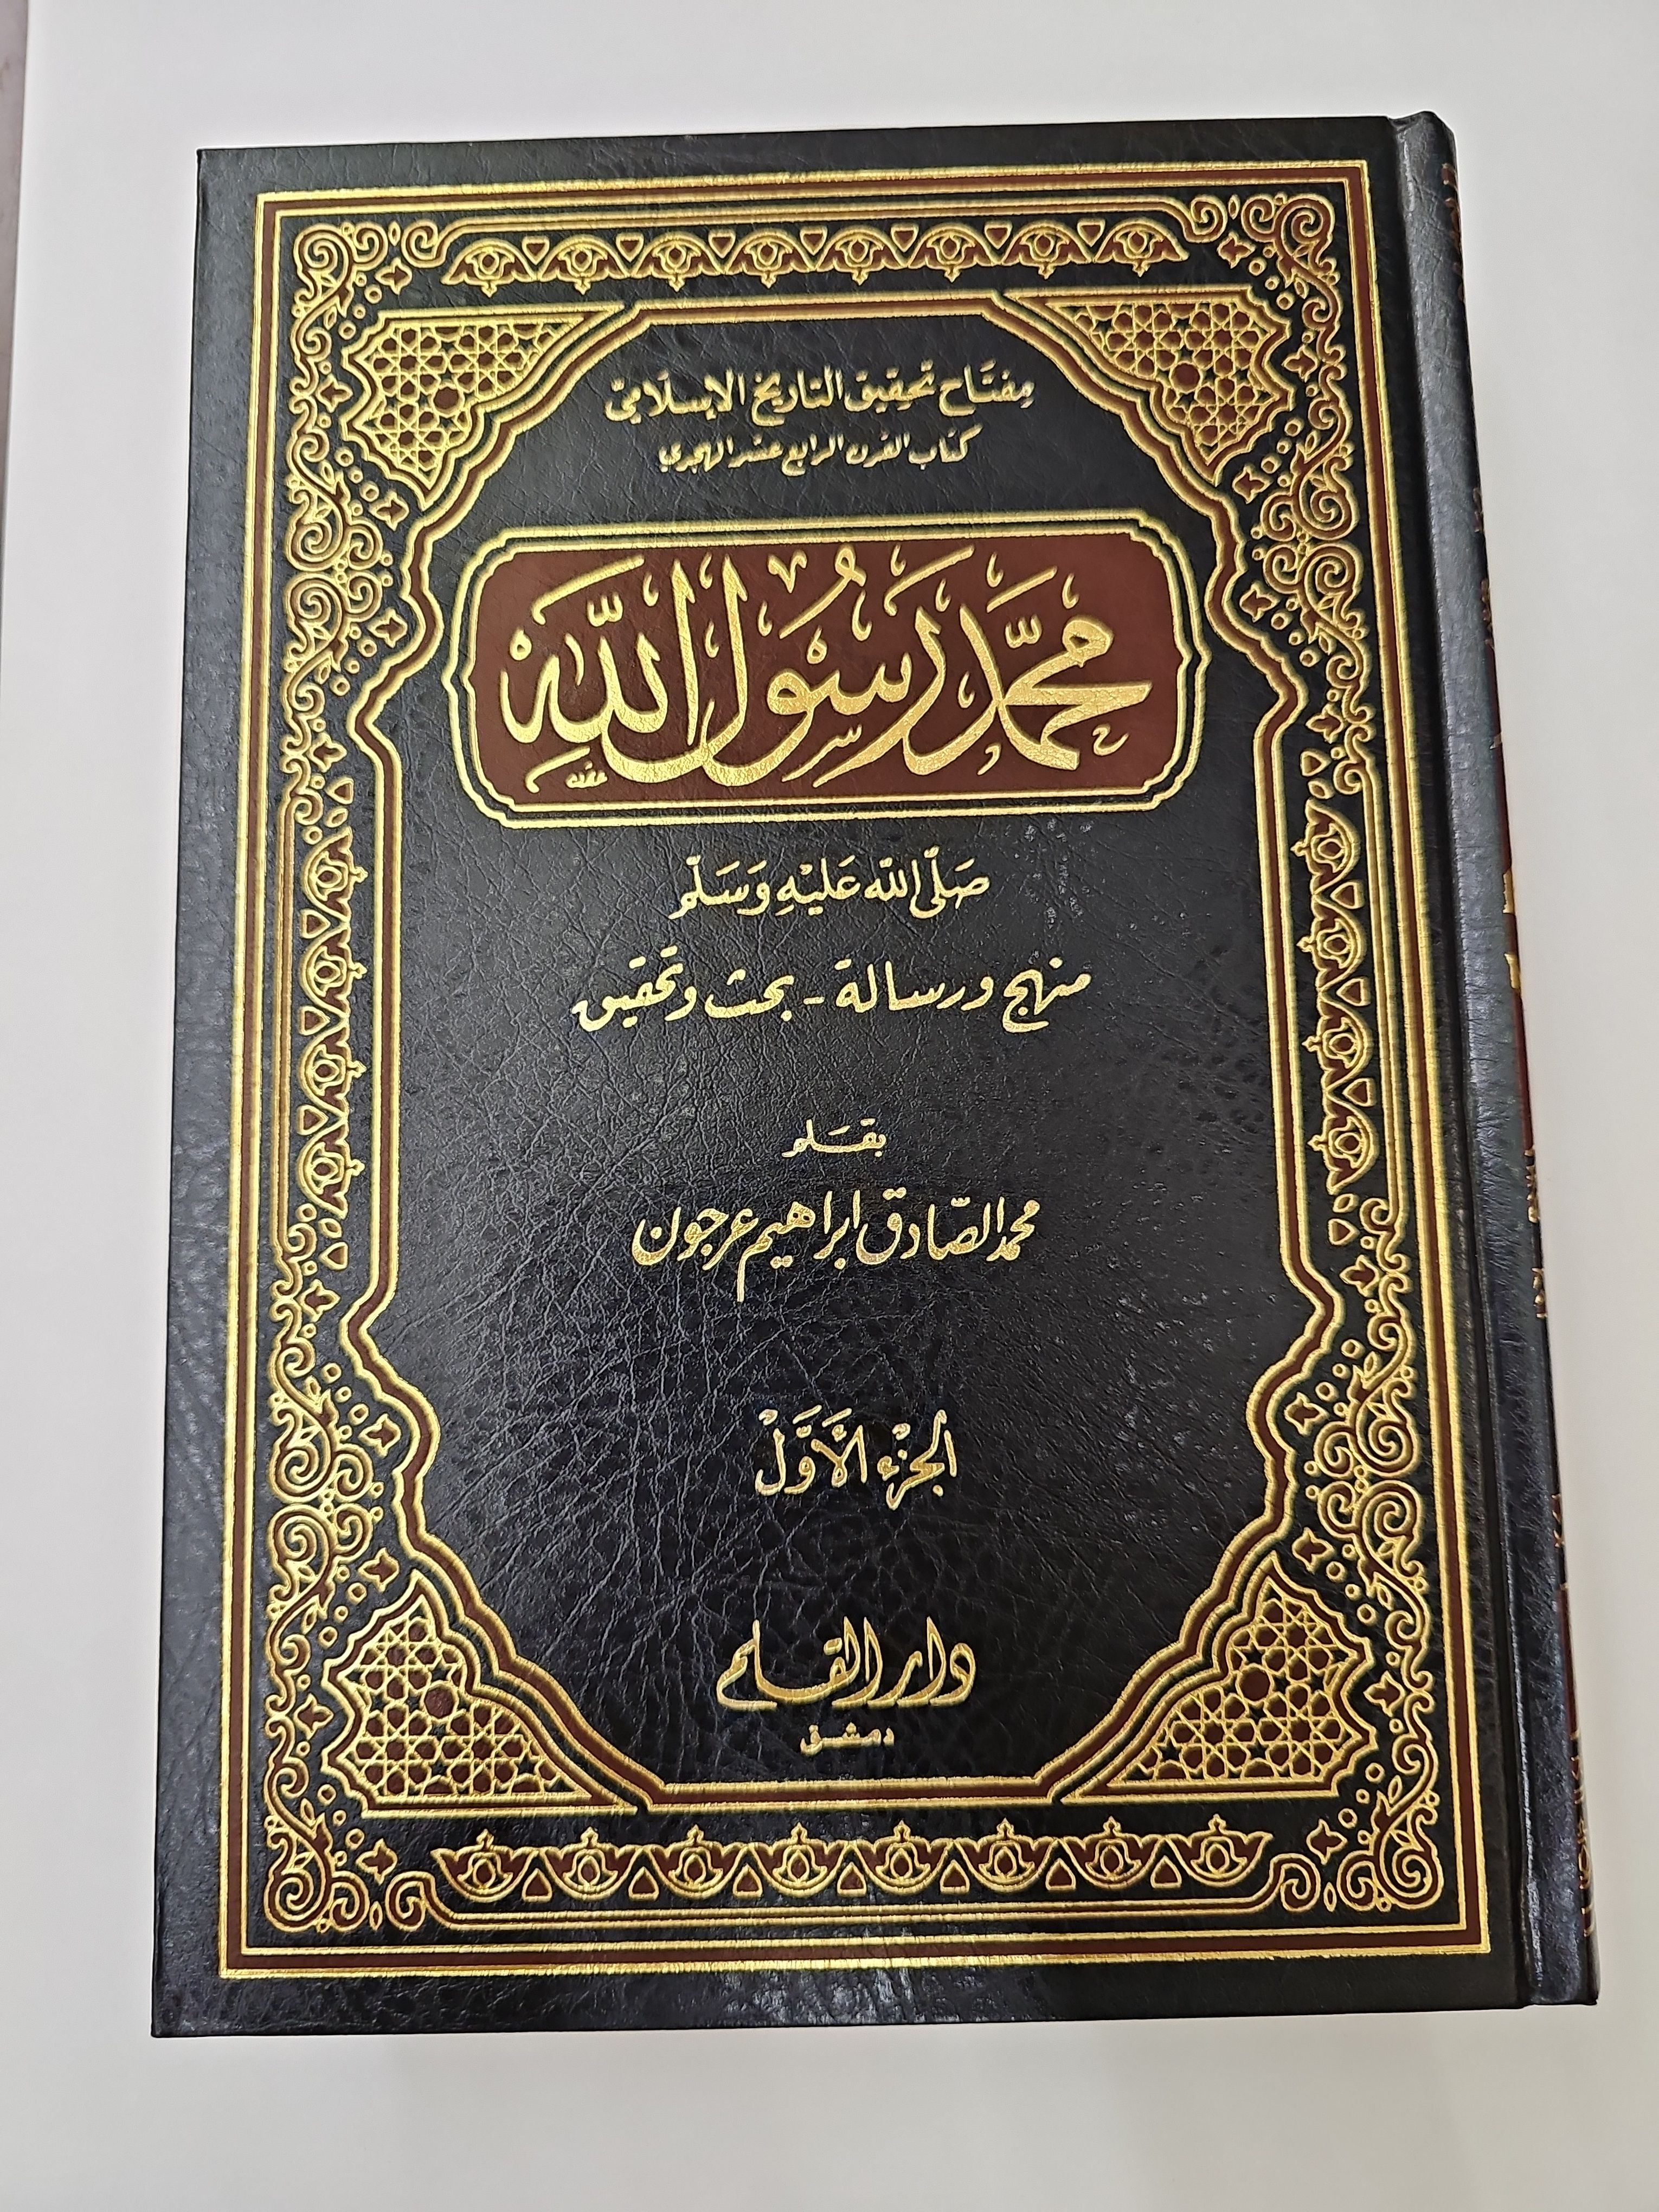 مفتاح تحقيق التاريخ الإسلامي
كتاب القرن الرابع عشر الهجري
محمد رسول الله
صلى الله عليه وسلم
منهج ورسالة - بحث وتحقيق
بقلم
محمد الصادق إبراهيم عرجون
الجزء الأول
دار القلم
دمشق